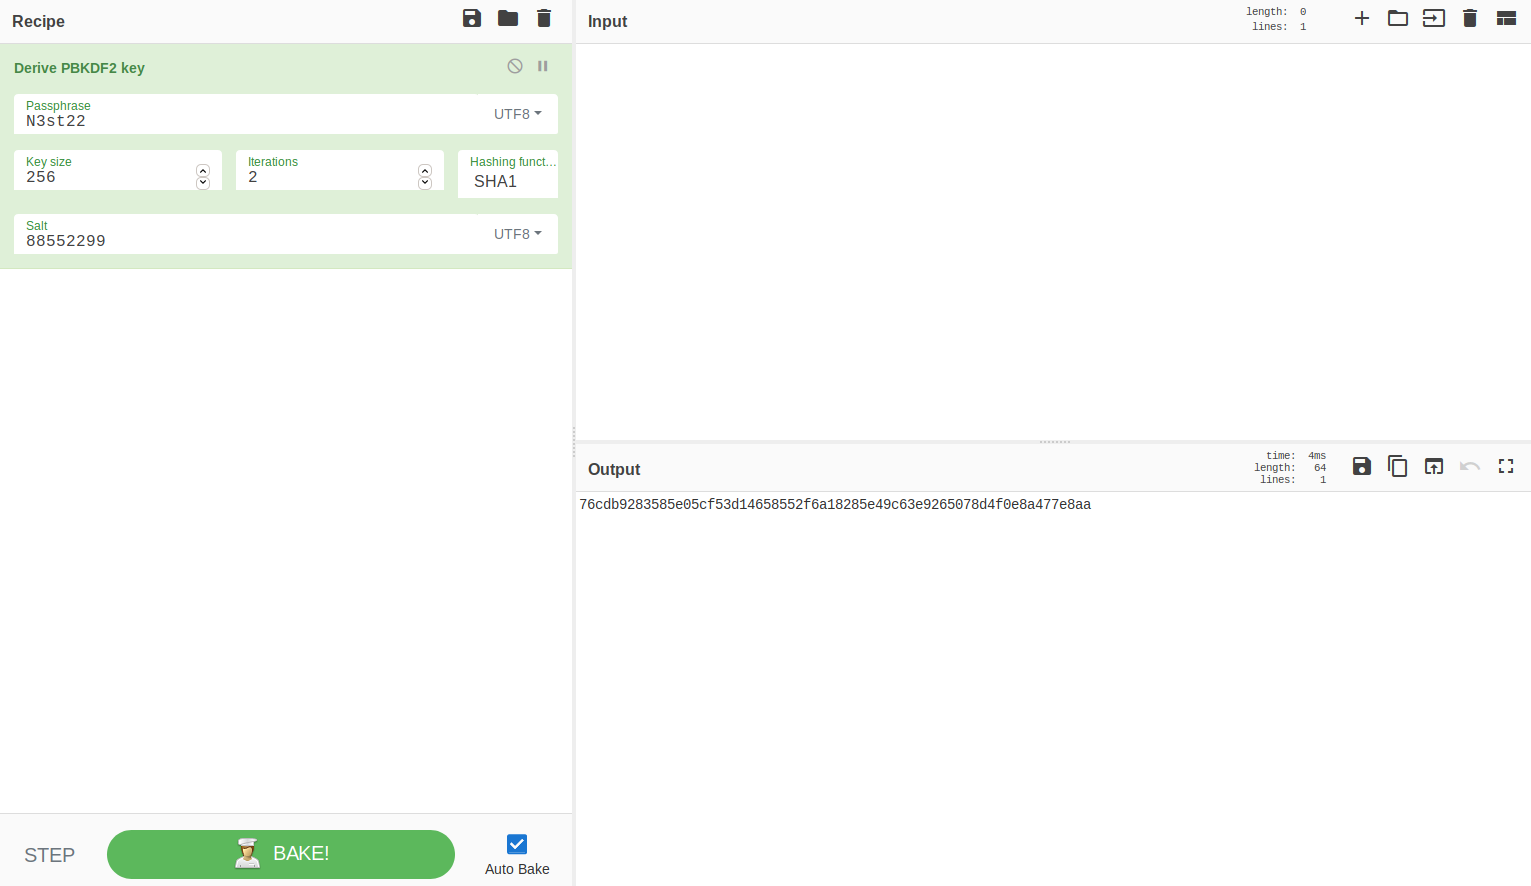 Recipe
Derive PBKDF2 key
Passphrase
N3st22
UTF8
Key size
256
Iterations
2
Hashing funct...
SHA1
Salt
88552299
UTF8
STEP
BAKE!
Auto Bake
Input
length: 0
lines: 1
Output
time: 4ms
length: 64
lines: 1
76cdb9283585e05cf53d14658552f6a18285e49c63e9265078d4f0e8a477e8aa